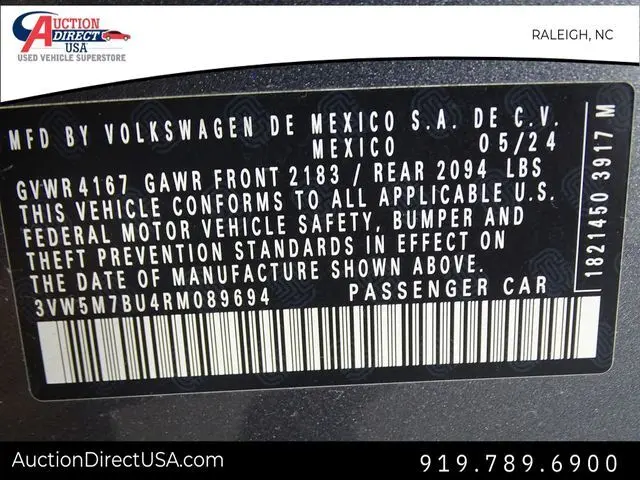 AUCTION
DIRECT
USA
USED VEHICLE SUPERSTORE
RALEIGH, NC
MFD BY VOLKSWAGEN DE MEXICO S.A. DE C.V.
MEXICO 05/24
GVWR 4167 GAWR FRONT 2183 / REAR 2094 LBS
THIS VEHICLE CONFORMS TO ALL APPLICABLE U.S.
FEDERAL MOTOR VEHICLE SAFETY, BUMPER AND
THEFT PREVENTION STANDARDS IN EFFECT ON
THE DATE OF MANUFACTURE SHOWN ABOVE.
3VW5M7BU4RM089694 PASSENGER CAR
1821450 3917 M
AuctionDirectUSA.com
919.789.6900